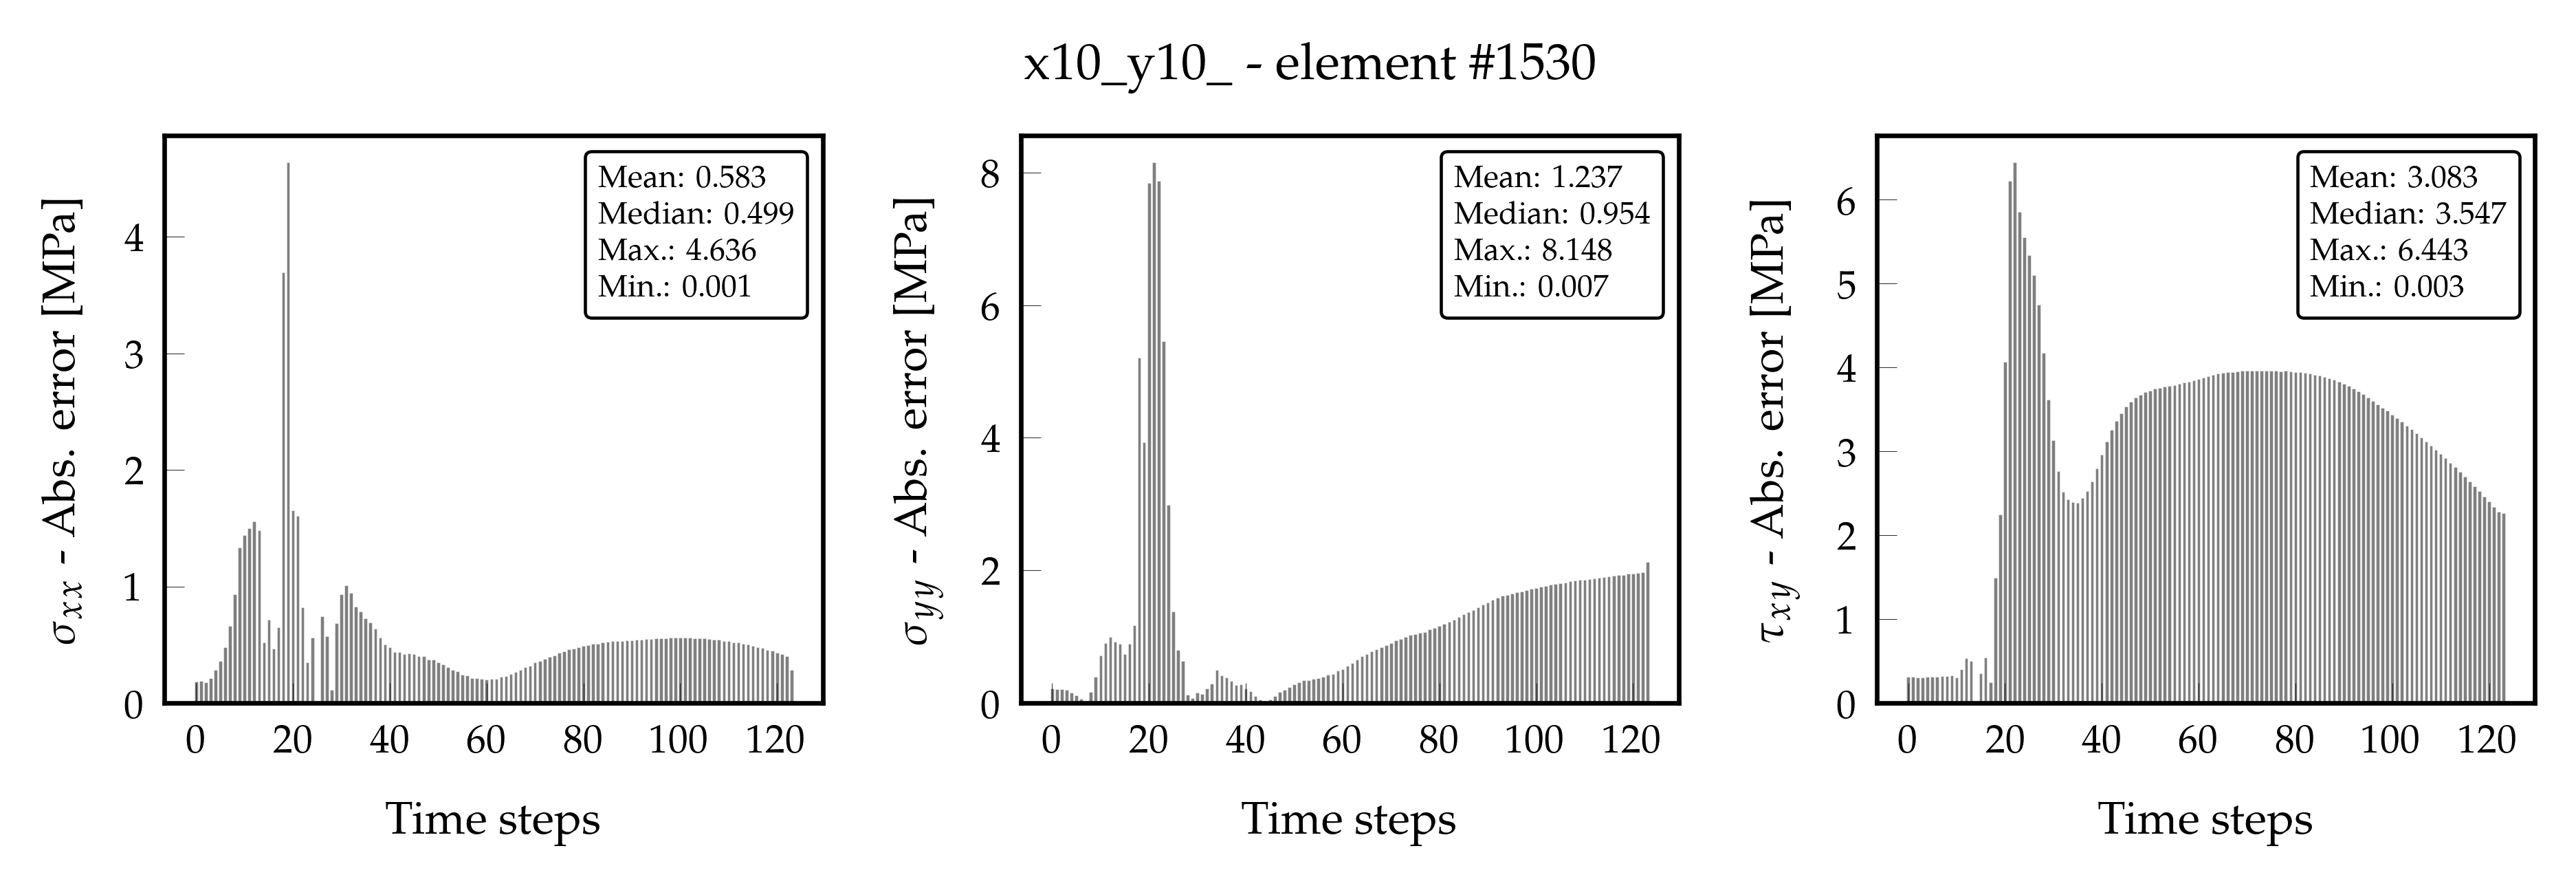 x10_y10_ - element #1530
σxx - Abs. error [MPa]
4
3
2
1
0
0 20 40 60 80 100 120
Time steps
Mean: 0.583
Median: 0.499
Max.: 4.636
Min.: 0.001
σyy - Abs. error [MPa]
8
6
4
2
0
0 20 40 60 80 100 120
Time steps
Mean: 1.237
Median: 0.954
Max.: 8.148
Min.: 0.007
τxy - Abs. error [MPa]
6
5
4
3
2
1
0
0 20 40 60 80 100 120
Time steps
Mean: 3.083
Median: 3.547
Max.: 6.443
Min.: 0.003